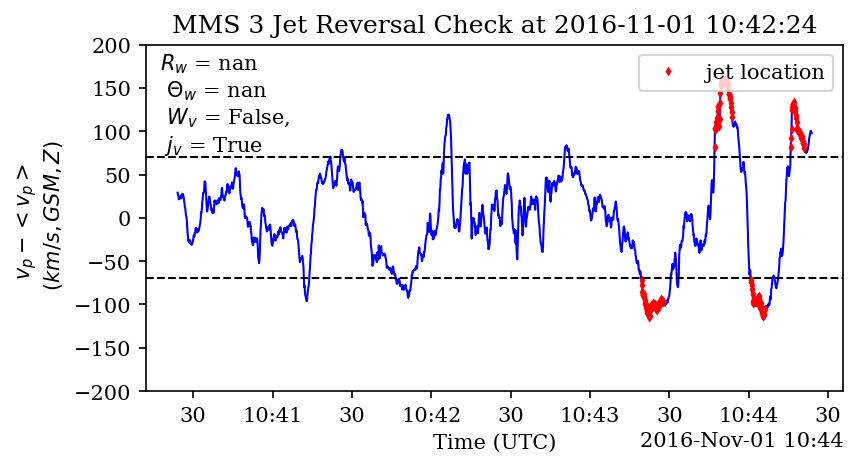 MMS 3 Jet Reversal Check at 2016-11-01 10:42:24
R_w = nan
Θ_w = nan
W_v = False,
j_v = True
jet location
200
150
100
50
0
−50
−100
−150
−200
v_p − < v_p >
(km/s, GSM, Z)
30 10:41 30 10:42 30 10:43 30 10:44 30
Time (UTC)
2016-Nov-01 10:44